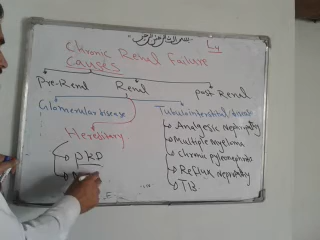 Ly
Chronic Renal Failure
Causes
Pre-Renal Renal post Renal
Glomerular disease Tubulointerstitial disease
Hereditary
Analgesic nephropathy
Multiple myeloma
chronic pyelonephritis
Reflux nephropathy
TB
PKD